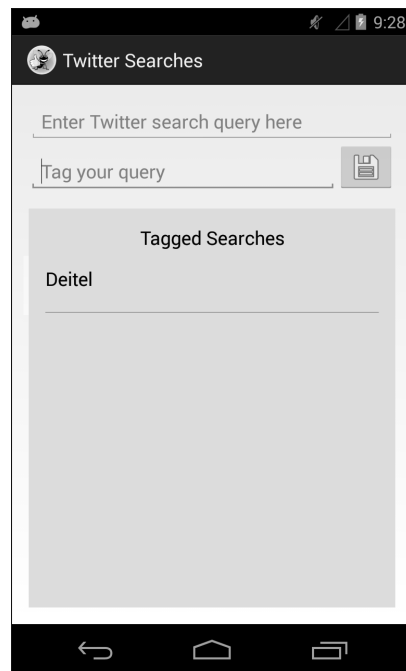 9:28
Twitter Searches
Enter Twitter search query here
Tag your query
Tagged Searches
Deitel